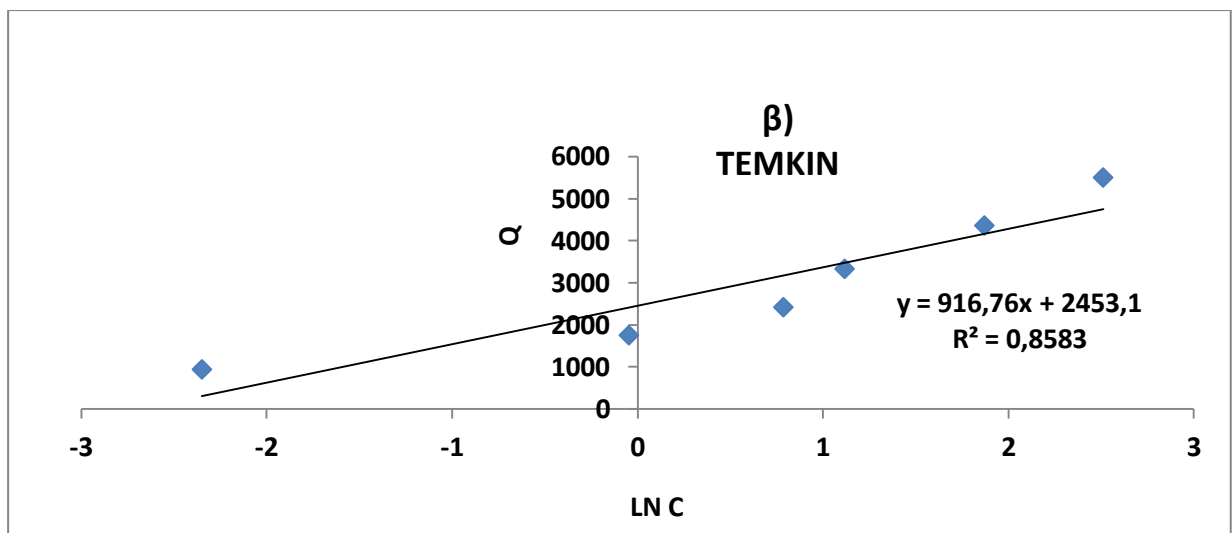 β)
TEMKIN
6000
5000
4000
3000
2000
1000
0
Q
y = 916,76x + 2453,1
R² = 0,8583
-3 -2 -1 0 1 2 3
LN C